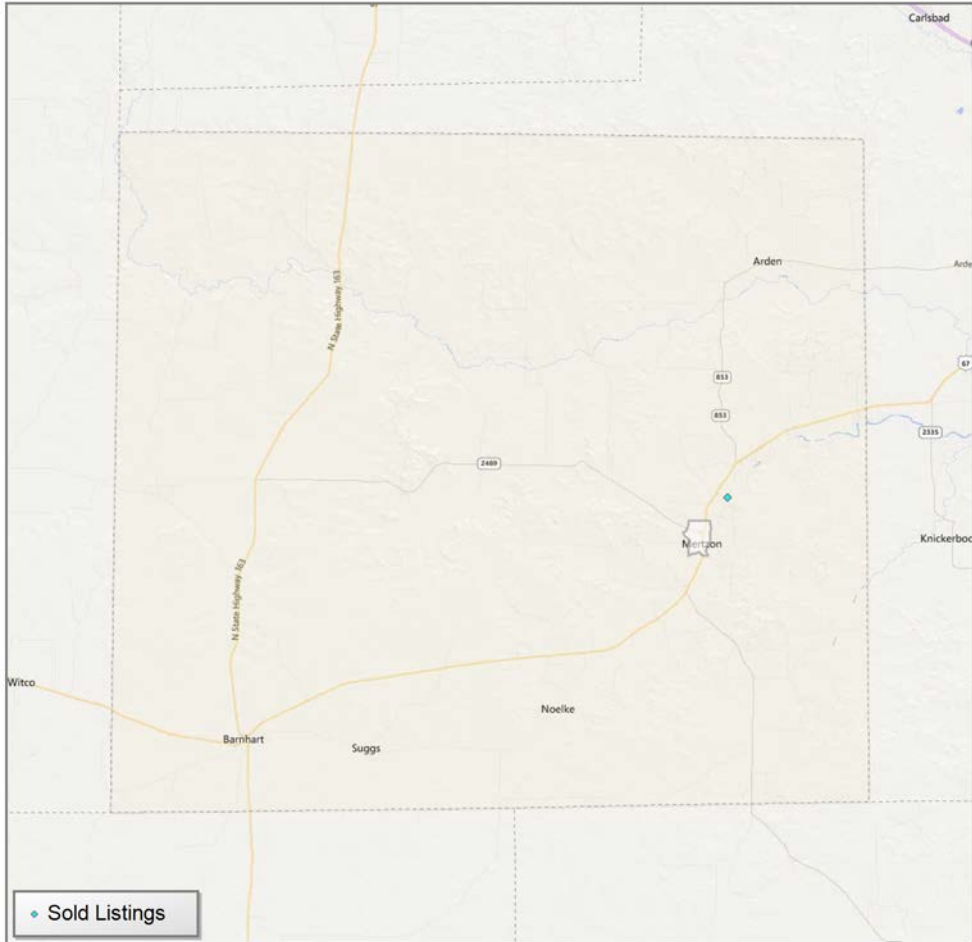 Carlsbad
N State Highway 163
Arden
Arde
67
853
853
2335
2469
Mertzon
Knickerboc
N State Highway 163
Witco
Noelke
Barnhart
Suggs
Sold Listings